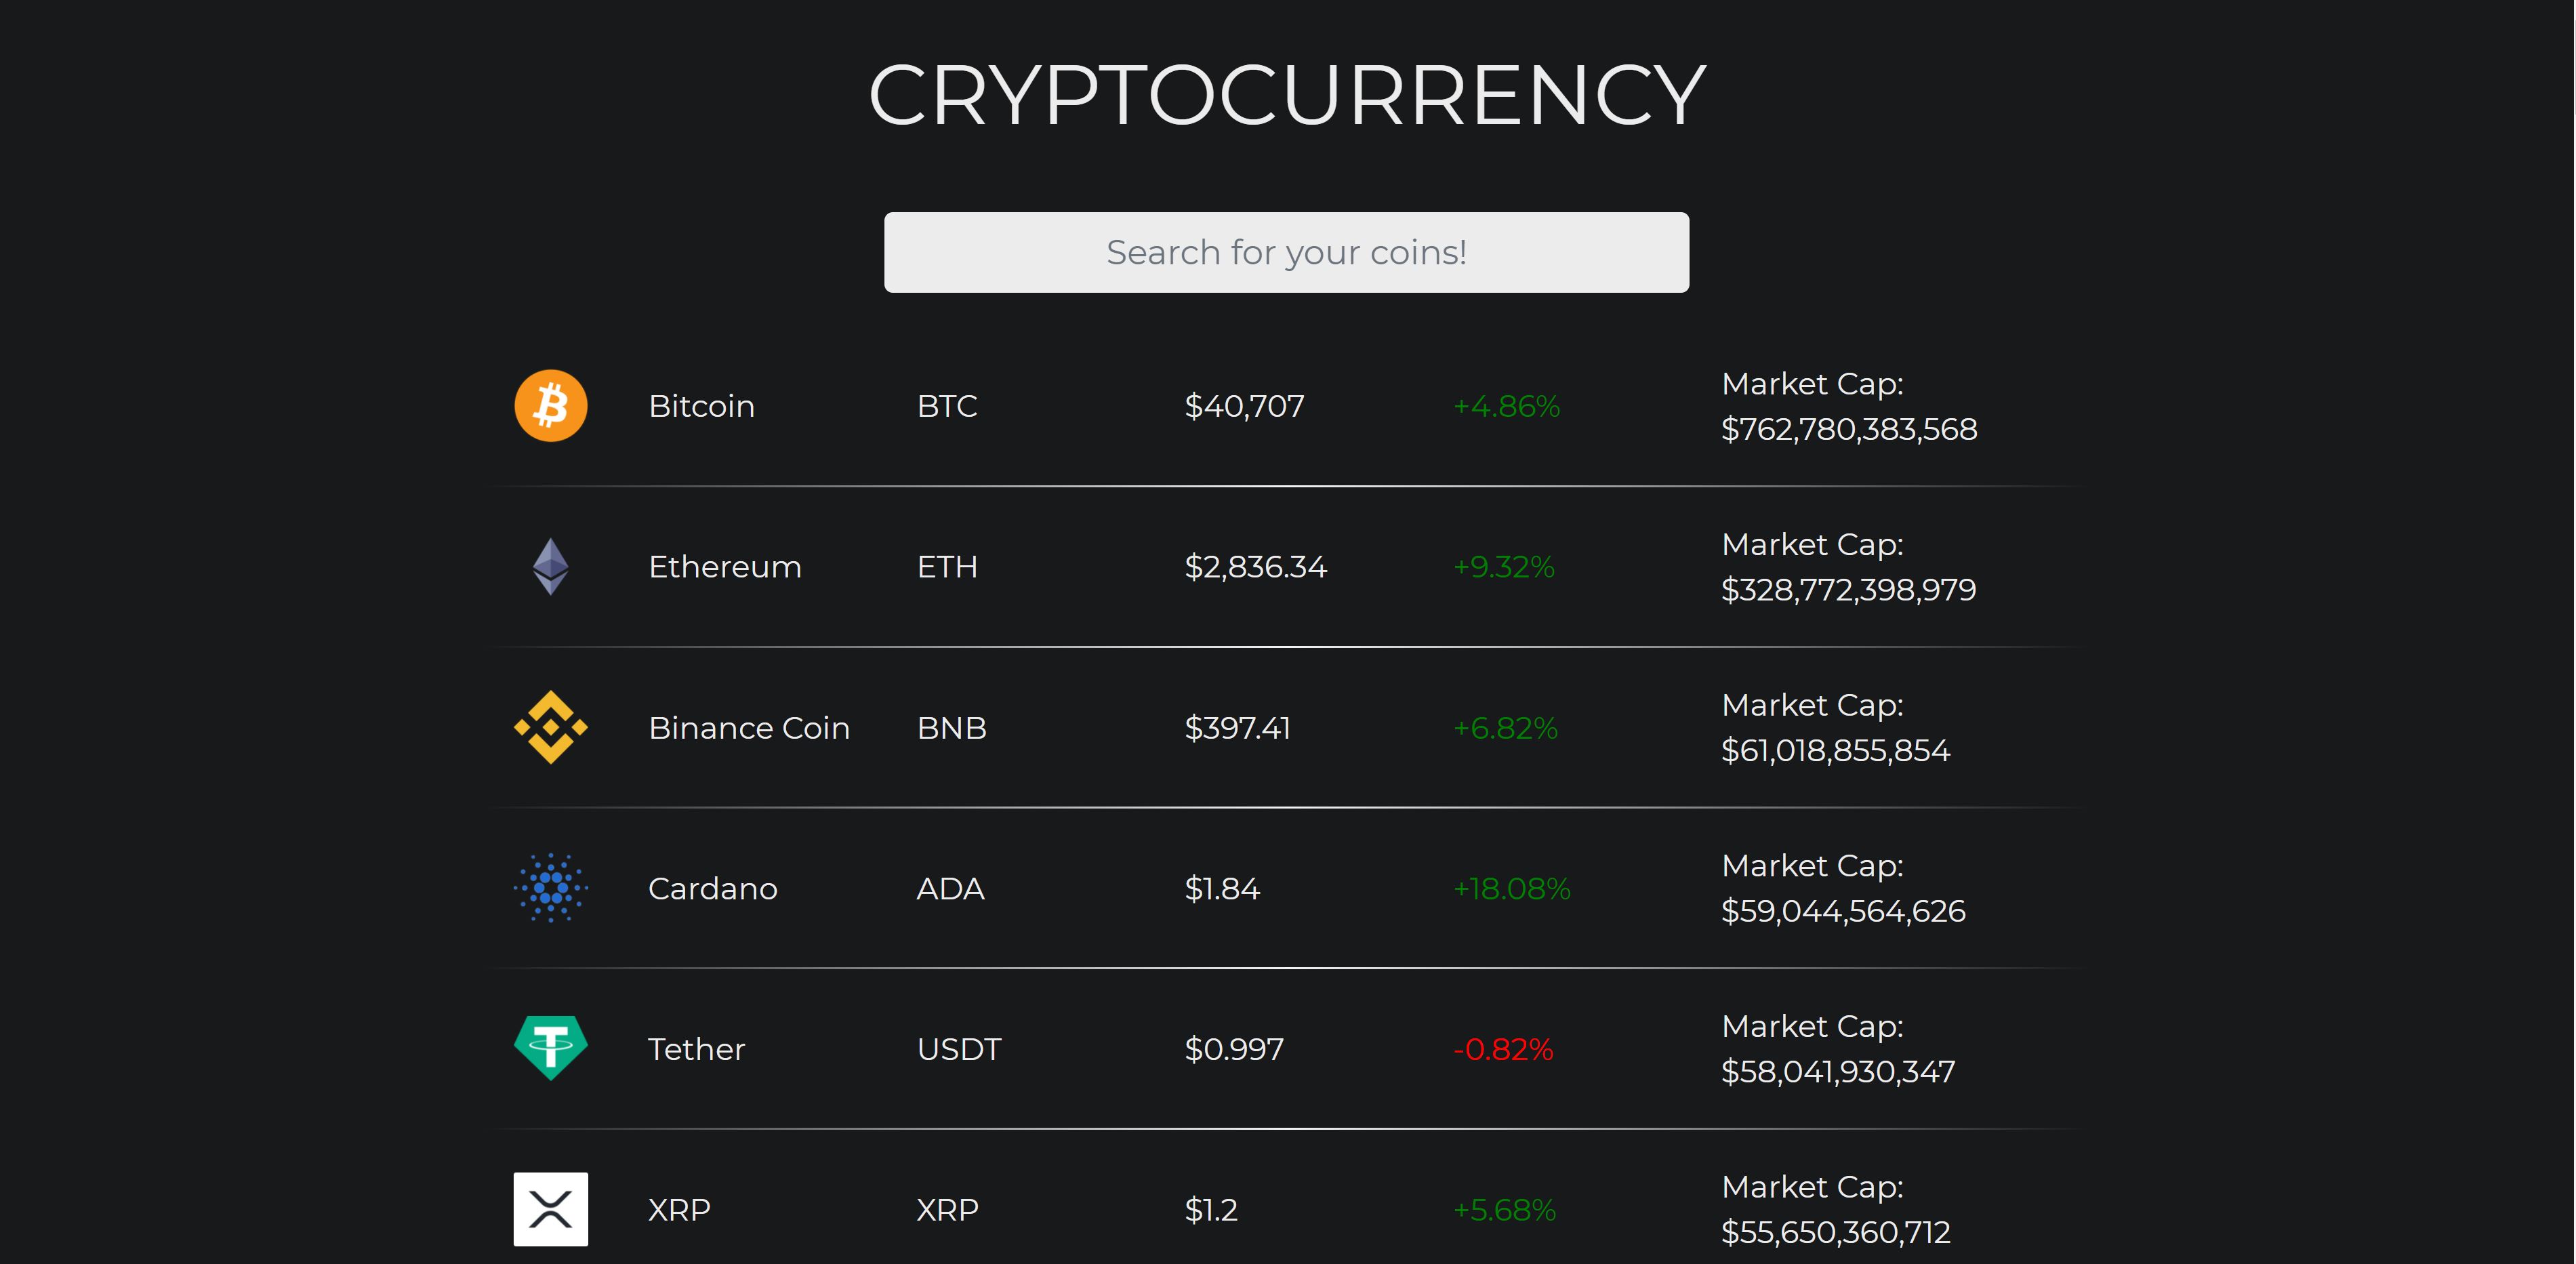 CRYPTOCURRENCY
Search for your coins!
Bitcoin BTC $40,707 +4.86% Market Cap:
$762,780,383,568
Ethereum ETH $2,836.34 +9.32% Market Cap:
$328,772,398,979
Binance Coin BNB $397.41 +6.82% Market Cap:
$61,018,855,854
Cardano ADA $1.84 +18.08% Market Cap:
$59,044,564,626
Tether USDT $0.997 -0.82% Market Cap:
$58,041,930,347
XRP XRP $1.2 +5.68% Market Cap:
$55,650,360,712